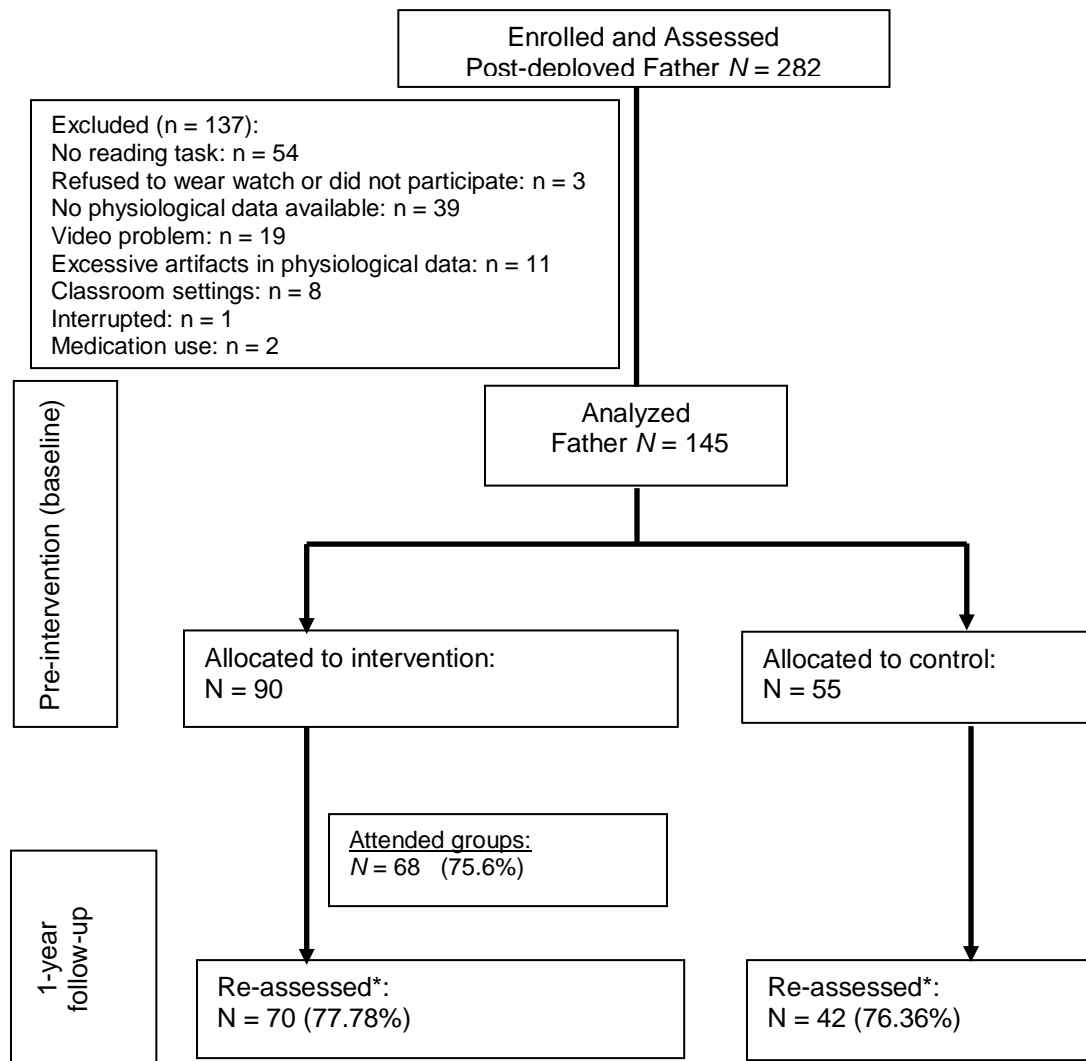 Enrolled and Assessed
Post-deployed Father N = 282
Excluded (n = 137):
No reading task: n = 54
Refused to wear watch or did not participate: n = 3
No physiological data available: n = 39
Video problem: n = 19
Excessive artifacts in physiological data: n = 11
Classroom settings: n = 8
Interrupted: n = 1
Medication use: n = 2
Pre-intervention (baseline)
Analyzed
Father N = 145
Allocated to intervention:
N = 90
Allocated to control:
N = 55
Attended groups:
N = 68 (75.6%)
1-year
follow-up
Re-assessed*:
N = 70 (77.78%)
Re-assessed*:
N = 42 (76.36%)